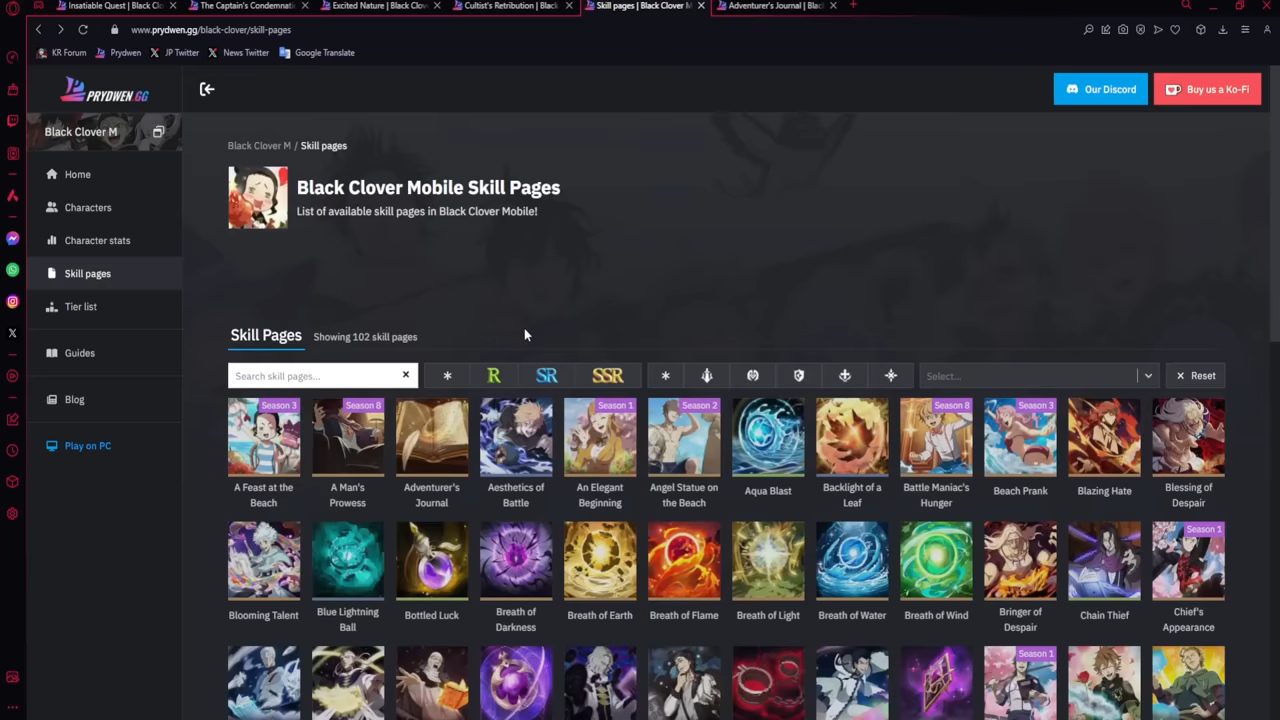 Insatiable Quest | Black Clo
The Captain's Condemnati
Excited Nature | Black Clov
Cultist's Retribution | Black
Skill pages | Black Clover M
Adventurer's Journal | Blac
www.prydwen.gg/black-clover/skill-pages
KR Forum
Prydwen
JP Twitter
News Twitter
Google Translate
PRYDWEN.GG
Our Discord
Buy us a Ko-Fi
Black Clover M
Home
Characters
Character stats
Skill pages
Tier list
Guides
Blog
Play on PC
Black Clover M / Skill pages
Black Clover Mobile Skill Pages
List of available skill pages in Black Clover Mobile!
Skill Pages
Showing 102 skill pages
Search skill pages...
R
SR
SSR
Select...
Reset
Season 3
Season 8
Season 1
Season 2
Season 8
Season 3
A Feast at the
Beach
A Man's
Prowess
Adventurer's
Journal
Aesthetics of
Battle
An Elegant
Beginning
Angel Statue on
the Beach
Aqua Blast
Backlight of a
Leaf
Battle Maniac's
Hunger
Beach Prank
Blazing Hate
Blessing of
Despair
Season 1
Blooming Talent
Blue Lightning
Ball
Bottled Luck
Breath of
Darkness
Breath of Earth
Breath of Flame
Breath of Light
Breath of Water
Breath of Wind
Bringer of
Despair
Chain Thief
Chief's
Appearance
Season 1